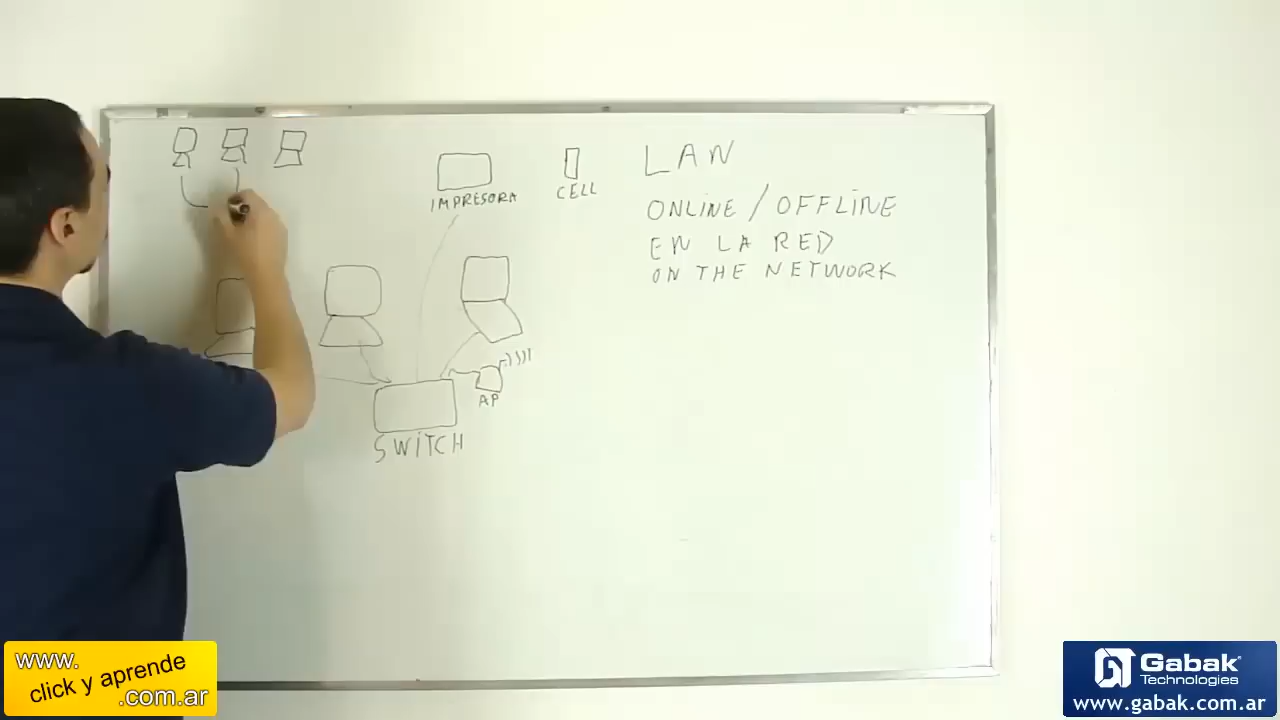 IMPRESORA
CELL
LAN
ONLINE / OFFLINE
EN LA RED
ON THE NETWORK
AP
SWITCH
www.
click y aprende
.com.ar
Gabak
Technologies
www.gabak.com.ar